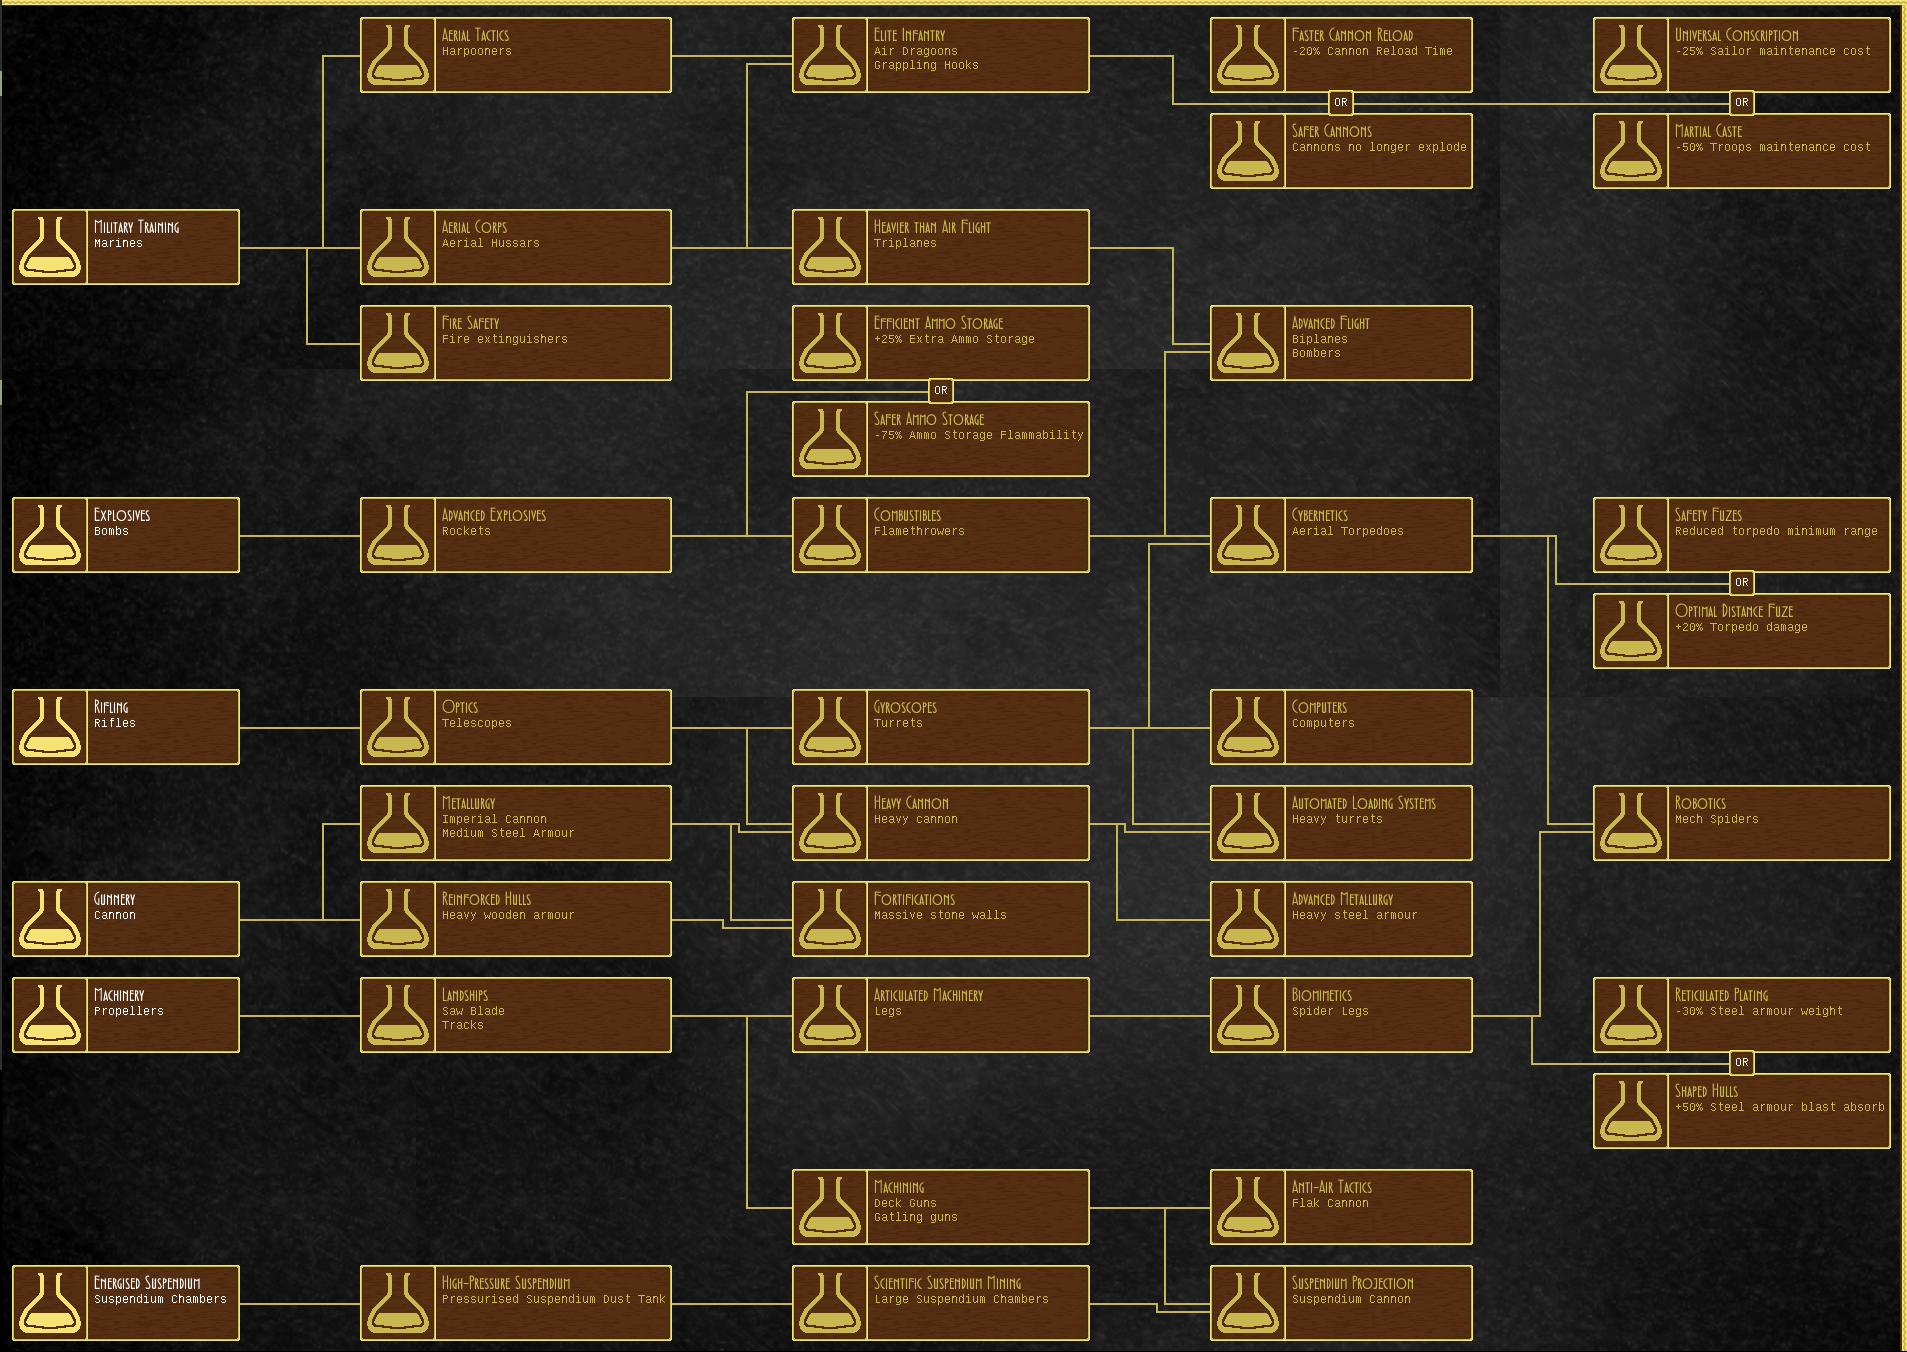 AERIAL TACTICS
Harpooners
ELITE INFANTRY
Air Dragoons
Grappling Hooks
FASTER CANNON RELOAD
-20% Cannon Reload Time
UNIVERSAL CONSCRIPTION
-25% Sailor maintenance cost
OR
OR
SAFER CANNONS
Cannons no longer explode
MARTIAL CASTE
-50% Troops maintenance cost
MILITARY TRAINING
Marines
AERIAL CORPS
Aerial Hussars
HEAVIER THAN AIR FLIGHT
Triplanes
FIRE SAFETY
Fire extinguishers
EFFICIENT AMMO STORAGE
+25% Extra Ammo Storage
ADVANCED FLIGHT
Biplanes
Bombers
OR
SAFER AMMO STORAGE
-75% Ammo Storage Flammability
EXPLOSIVES
Bombs
ADVANCED EXPLOSIVES
Rockets
COMBUSTIBLES
Flamethrowers
CYBERNETICS
Aerial Torpedoes
SAFETY FUZES
Reduced torpedo minimum range
OR
OPTIMAL DISTANCE FUZE
+20% Torpedo damage
RIFLING
Rifles
OPTICS
Telescopes
GYROSCOPES
Turrets
COMPUTERS
Computers
METALLURGY
Imperial Cannon
Medium Steel Armour
HEAVY CANNON
Heavy cannon
AUTOMATED LOADING SYSTEMS
Heavy turrets
ROBOTICS
Mech Spiders
GUNNERY
Cannon
REINFORCED HULLS
Heavy wooden armour
FORTIFICATIONS
Massive stone walls
ADVANCED METALLURGY
Heavy steel armour
MACHINERY
Propellers
LANDSHIPS
Saw Blade
Tracks
ARTICULATED MACHINERY
Legs
BIOMIMETICS
Spider Legs
RETICULATED PLATING
-30% Steel armour weight
OR
SHAPED HULLS
+50% Steel armour blast absorb
MACHINING
Deck Guns
Gatling guns
ANTI-AIR TACTICS
Flak Cannon
ENERGISED SUSPENDIUM
Suspendium Chambers
HIGH-PRESSURE SUSPENDIUM
Pressurised Suspendium Dust Tank
SCIENTIFIC SUSPENDIUM MINING
Large Suspendium Chambers
SUSPENDIUM PROJECTION
Suspendium Cannon